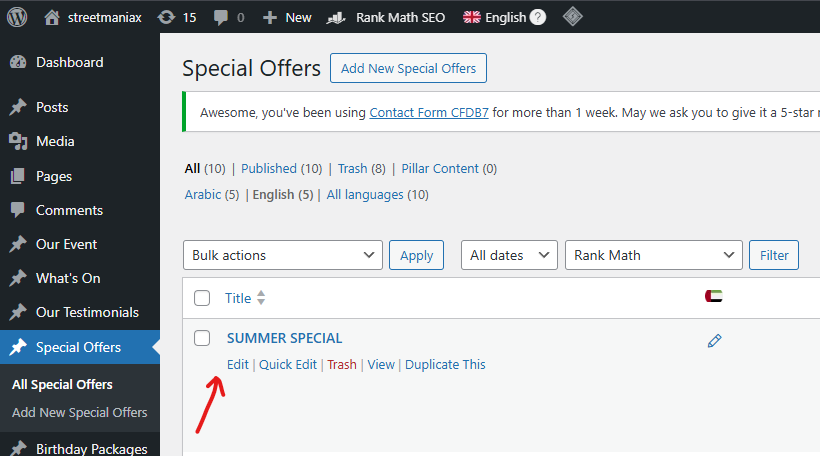 streetmaniax 15 0 New Rank Math SEO English ?
Dashboard
Posts
Media
Pages
Comments
Our Event
What's On
Our Testimonials
Special Offers
All Special Offers
Add New Special Offers
Birthday Packages
Special Offers Add New Special Offers
Awesome, you've been using Contact Form CFDB7 for more than 1 week. May we ask you to give it a 5-star
All (10) | Published (10) | Trash (8) | Pillar Content (0)
Arabic (5) | English (5) | All languages (10)
Bulk actions Apply All dates Rank Math Filter
Title
SUMMER SPECIAL
Edit | Quick Edit | Trash | View | Duplicate This